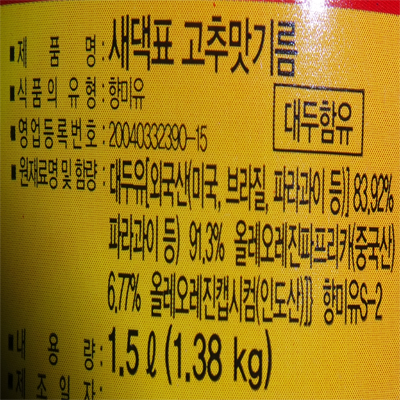 ■제 품 명 : 새댁표 고추맛기름
■식품의 유형 : 향미유
대두함유
■영업등록번호 : 20040332390-15
■원재료명 및 함량 : 대두유[외국산(미국, 브라질, 파라과이 등)] 83.92%
파라과이 등) 91.3% 올레오레진파프리카(중국산)
6.77% 올레오레진캡시컴(인도산)]} 향미유S-2
■내 용 량 : 1.5ℓ (1.38 kg)
■제 조 일 자 :